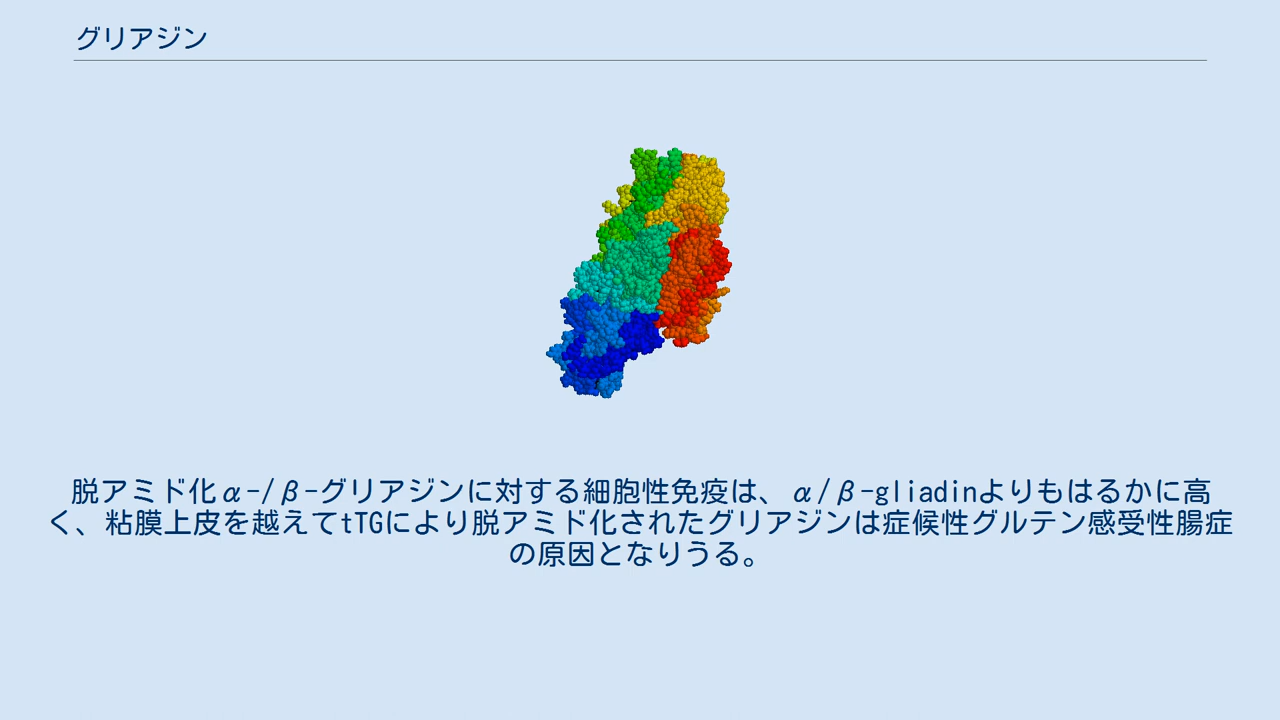 グリアジン
脱アミド化α-/β-グリアジンに対する細胞性免疫は、α/β-gliadinよりもはるかに高
く、粘膜上皮を越えてtTGにより脱アミド化されたグリアジンは症候性グルテン感受性腸症
の原因となりうる。